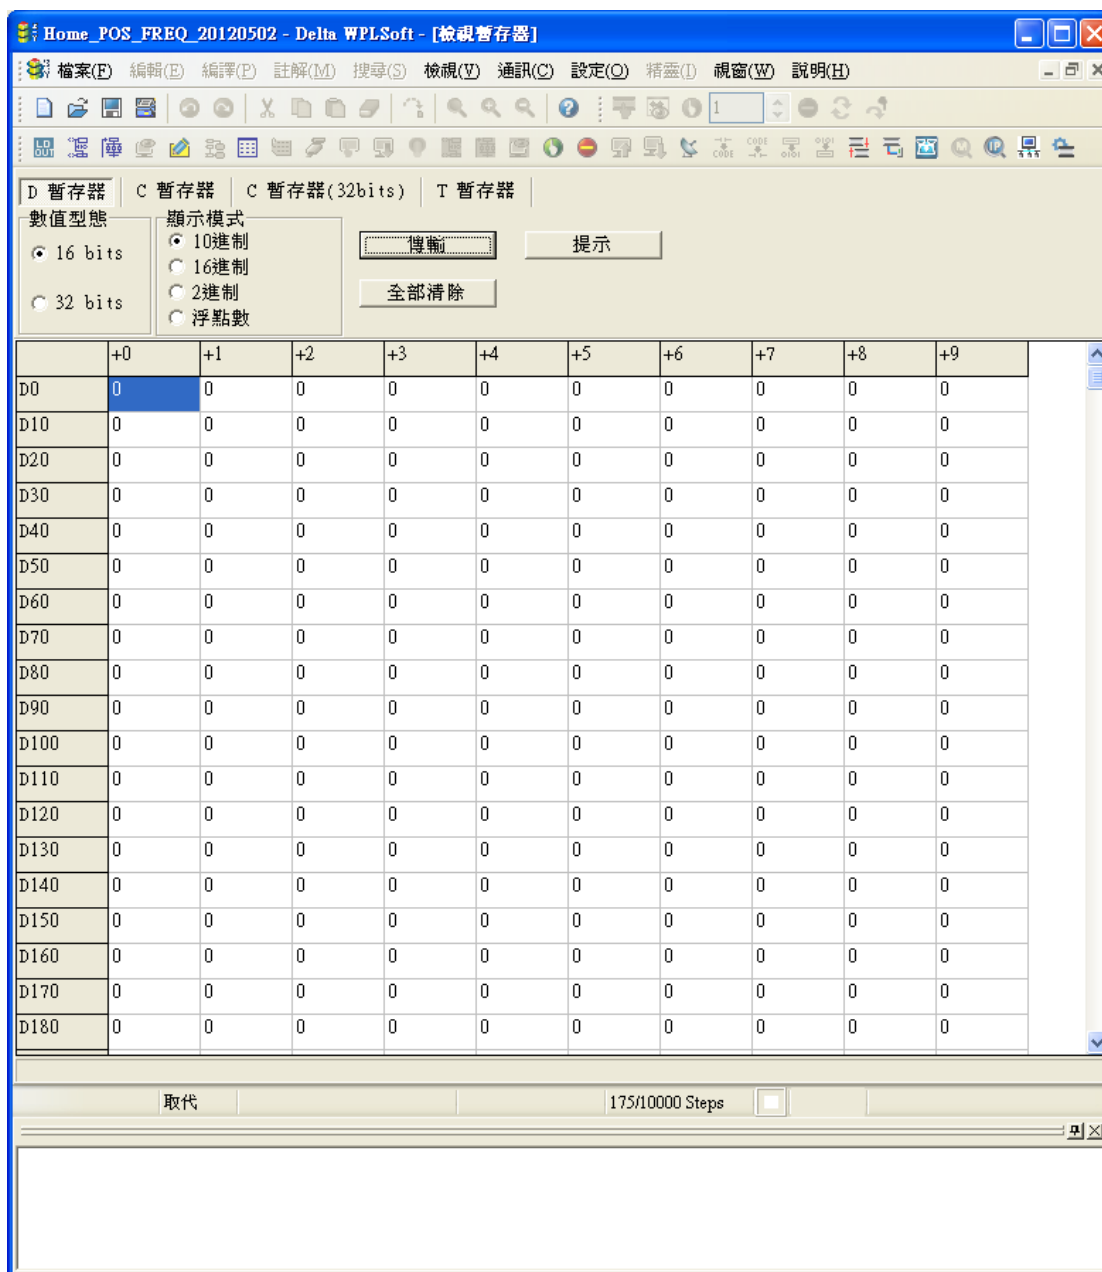 Home_POS_FREQ_20120502 - Delta WPLSoft - [檢視暫存器]
檔案(F) 編輯(E) 編譯(P) 註解(M) 搜尋(S) 檢視(V) 通訊(C) 設定(O) 精靈(I) 視窗(W) 說明(H)
1
D 暫存器 C 暫存器 C 暫存器(32bits) T 暫存器
數值型態 顯示模式
16 bits 10進制 傳輸 提示
16進制
32 bits 2進制 全部清除
浮點數
+0 +1 +2 +3 +4 +5 +6 +7 +8 +9
D0 0 0 0 0 0 0 0 0 0 0
D10 0 0 0 0 0 0 0 0 0 0
D20 0 0 0 0 0 0 0 0 0 0
D30 0 0 0 0 0 0 0 0 0 0
D40 0 0 0 0 0 0 0 0 0 0
D50 0 0 0 0 0 0 0 0 0 0
D60 0 0 0 0 0 0 0 0 0 0
D70 0 0 0 0 0 0 0 0 0 0
D80 0 0 0 0 0 0 0 0 0 0
D90 0 0 0 0 0 0 0 0 0 0
D100 0 0 0 0 0 0 0 0 0 0
D110 0 0 0 0 0 0 0 0 0 0
D120 0 0 0 0 0 0 0 0 0 0
D130 0 0 0 0 0 0 0 0 0 0
D140 0 0 0 0 0 0 0 0 0 0
D150 0 0 0 0 0 0 0 0 0 0
D160 0 0 0 0 0 0 0 0 0 0
D170 0 0 0 0 0 0 0 0 0 0
D180 0 0 0 0 0 0 0 0 0 0
取代 175/10000 Steps